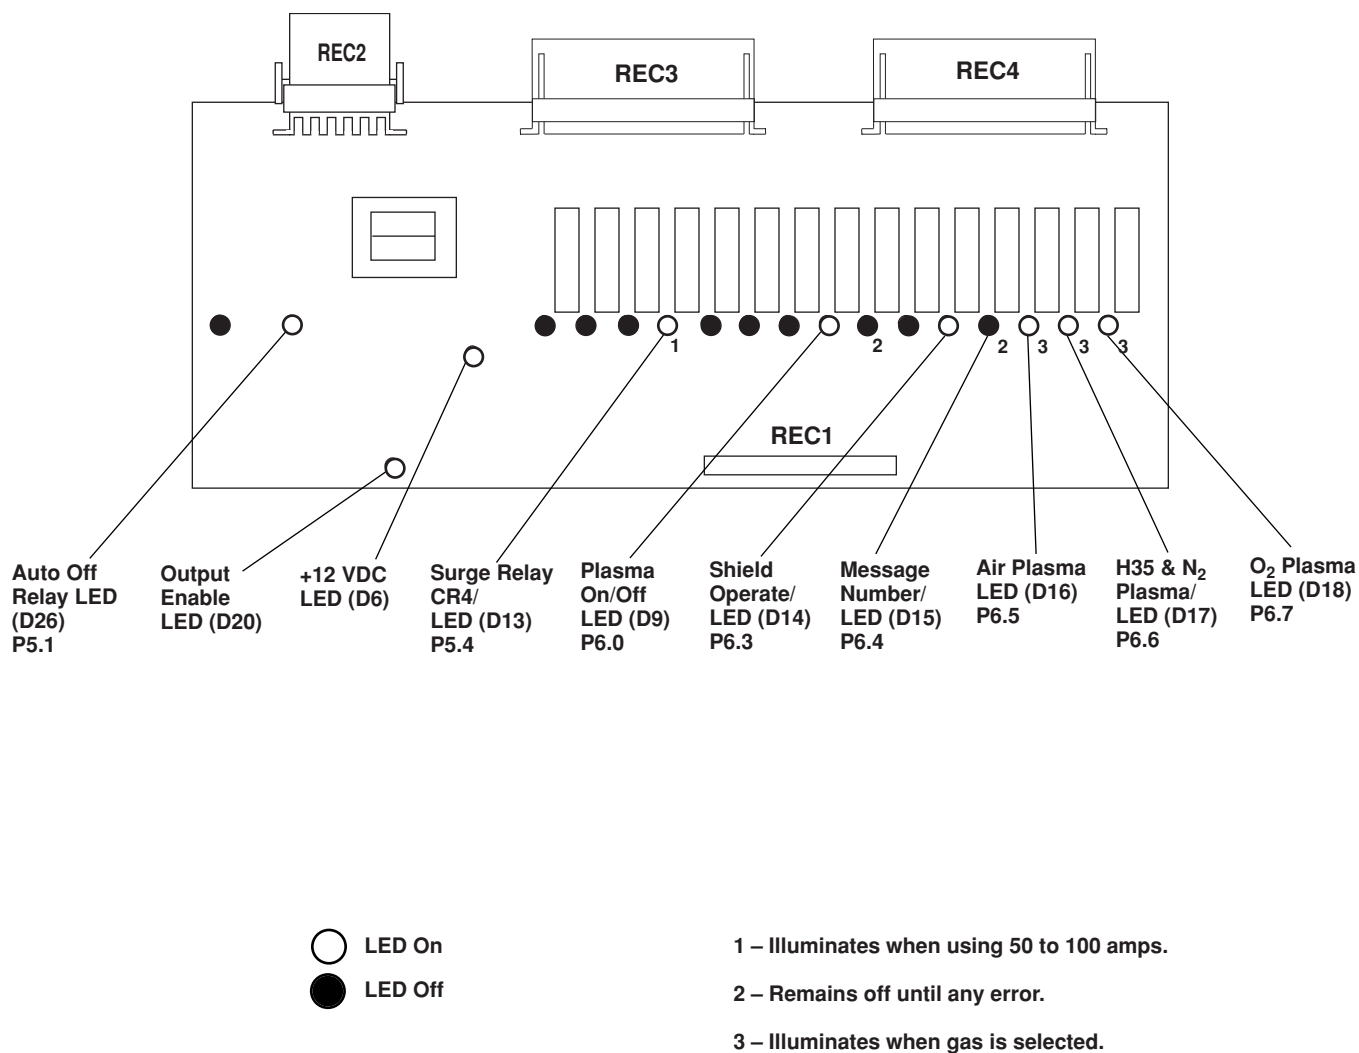 REC2
REC3
REC4
1
2
2
3
3
3
REC1
Auto Off
Relay LED
(D26)
P5.1
Output
Enable
LED (D20)
+12 VDC
LED (D6)
Surge Relay
CR4/
LED (D13)
P5.4
Plasma
On/Off
LED (D9)
P6.0
Shield
Operate/
LED (D14)
P6.3
Message
Number/
LED (D15)
P6.4
Air Plasma
LED (D16)
P6.5
H35 & N2
Plasma/
LED (D17)
P6.6
O2 Plasma
LED (D18)
P6.7
LED On
LED Off
1 – Illuminates when using 50 to 100 amps.
2 – Remains off until any error.
3 – Illuminates when gas is selected.